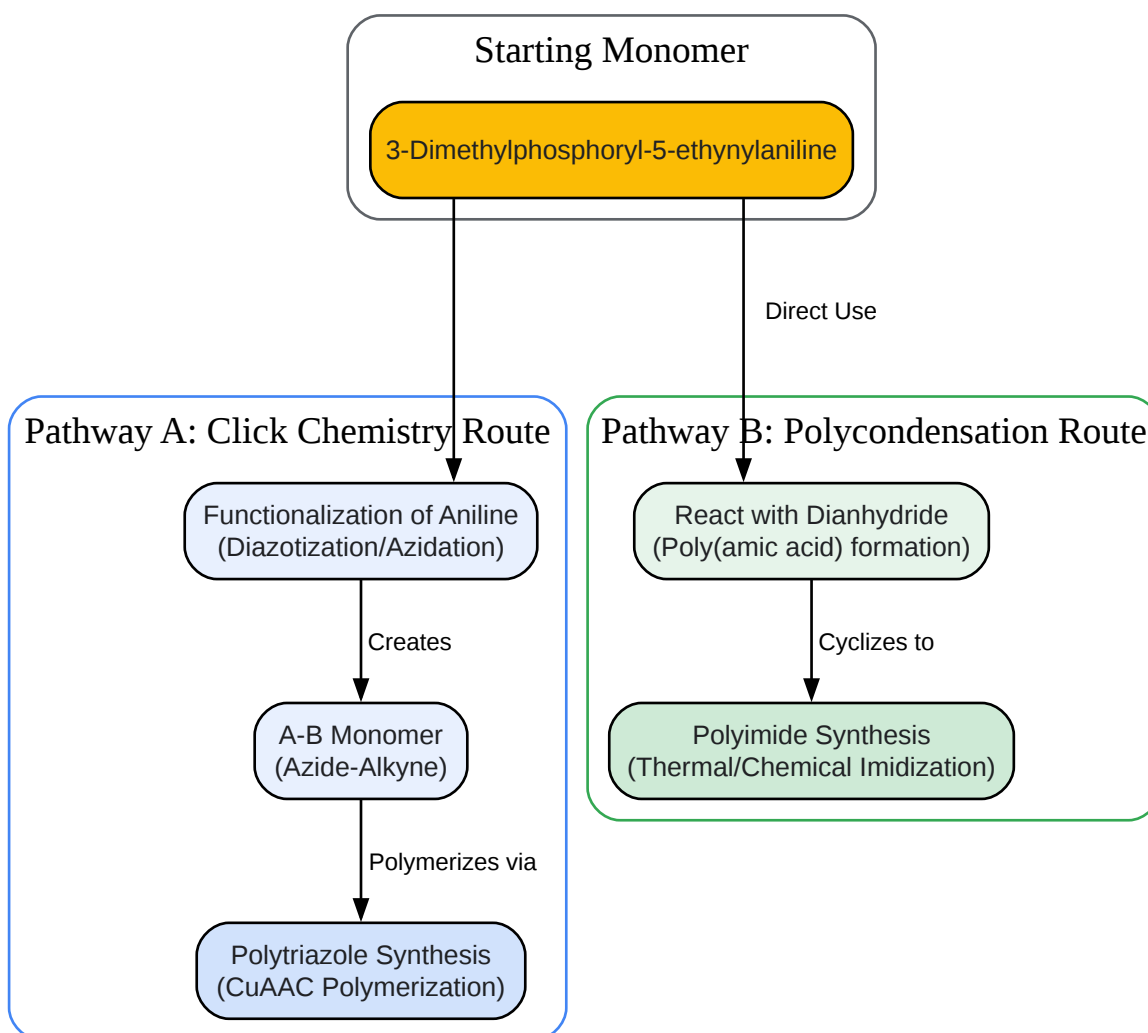 Starting Monomer
3-Dimethylphosphoryl-5-ethynylaniline
Direct Use
Pathway A: Click Chemistry Route
Functionalization of Aniline
(Diazotization/Azidation)
Creates
A-B Monomer
(Azide-Alkyne)
Polymerizes via
Polytriazole Synthesis
(CuAAC Polymerization)
Pathway B: Polycondensation Route
React with Dianhydride
(Poly(amic acid) formation)
Cyclizes to
Polyimide Synthesis
(Thermal/Chemical Imidization)